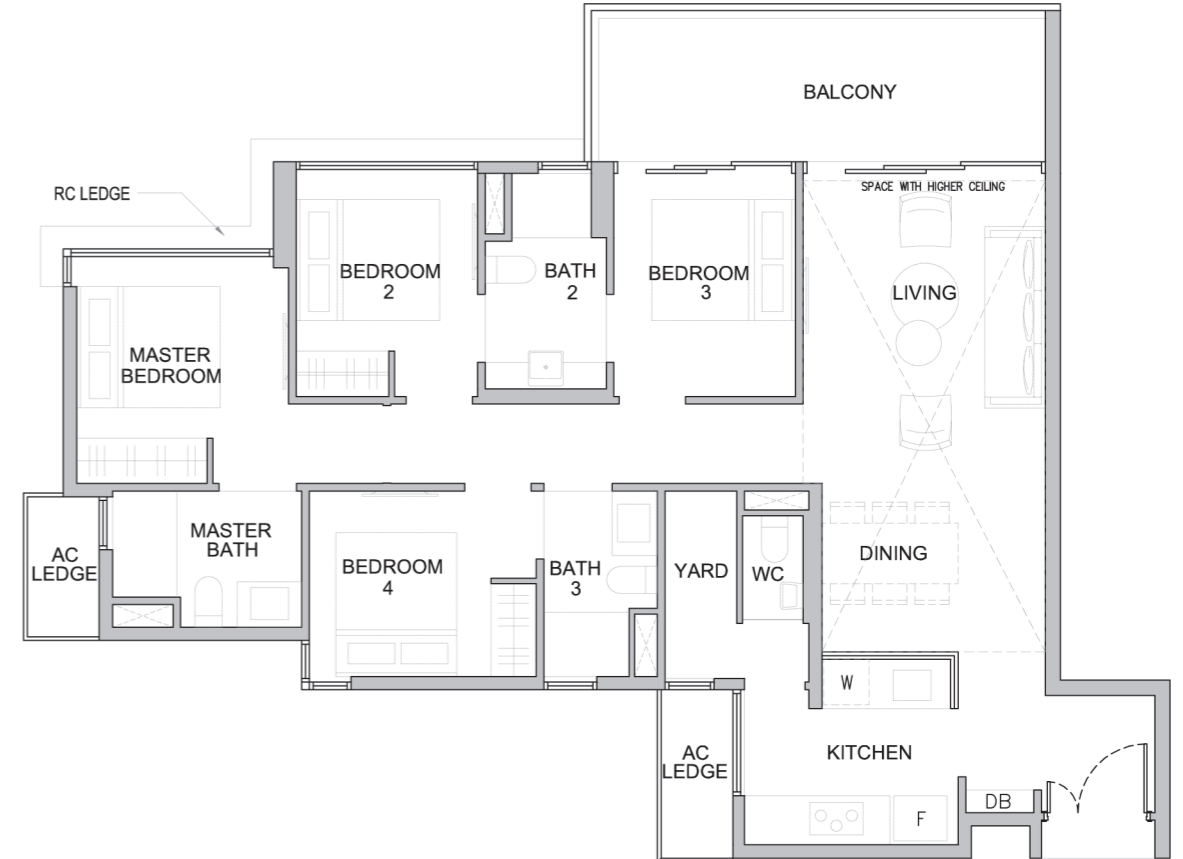 BALCONY
RC LEDGE
SPACE WITH HIGHER CEILING
BEDROOM
2
BATH
2
BEDROOM
3
LIVING
MASTER
BEDROOM
MASTER
BATH
AC
LEDGE
BEDROOM
4
BATH
3
YARD
WC
DINING
W
KITCHEN
AC
LEDGE
F
DB